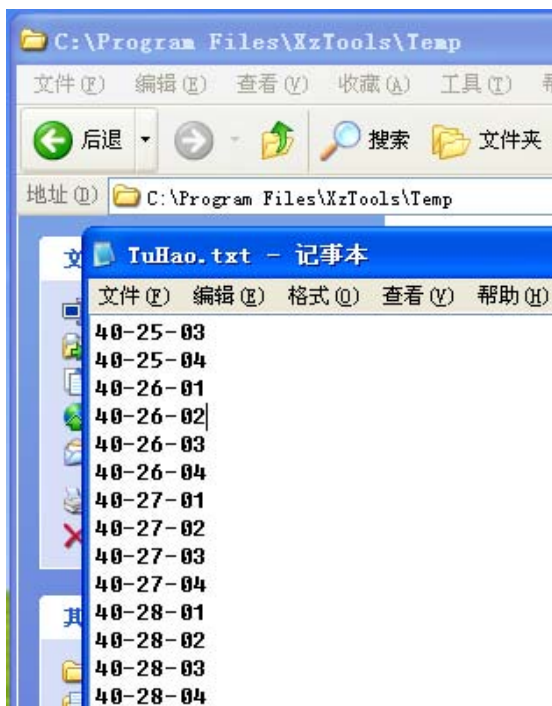 C:\Program Files\XzTools\Temp
文件(F) 编辑(E) 查看(V) 收藏(A) 工具(T)
后退 搜索 文件夹
地址(D) C:\Program Files\XzTools\Temp
TuHao.txt - 记事本
文件(F) 编辑(E) 格式(O) 查看(V) 帮助(H)
40-25-03
40-25-04
40-26-01
40-26-02
40-26-03
40-26-04
40-27-01
40-27-02
40-27-03
40-27-04
40-28-01
40-28-02
40-28-03
40-28-04